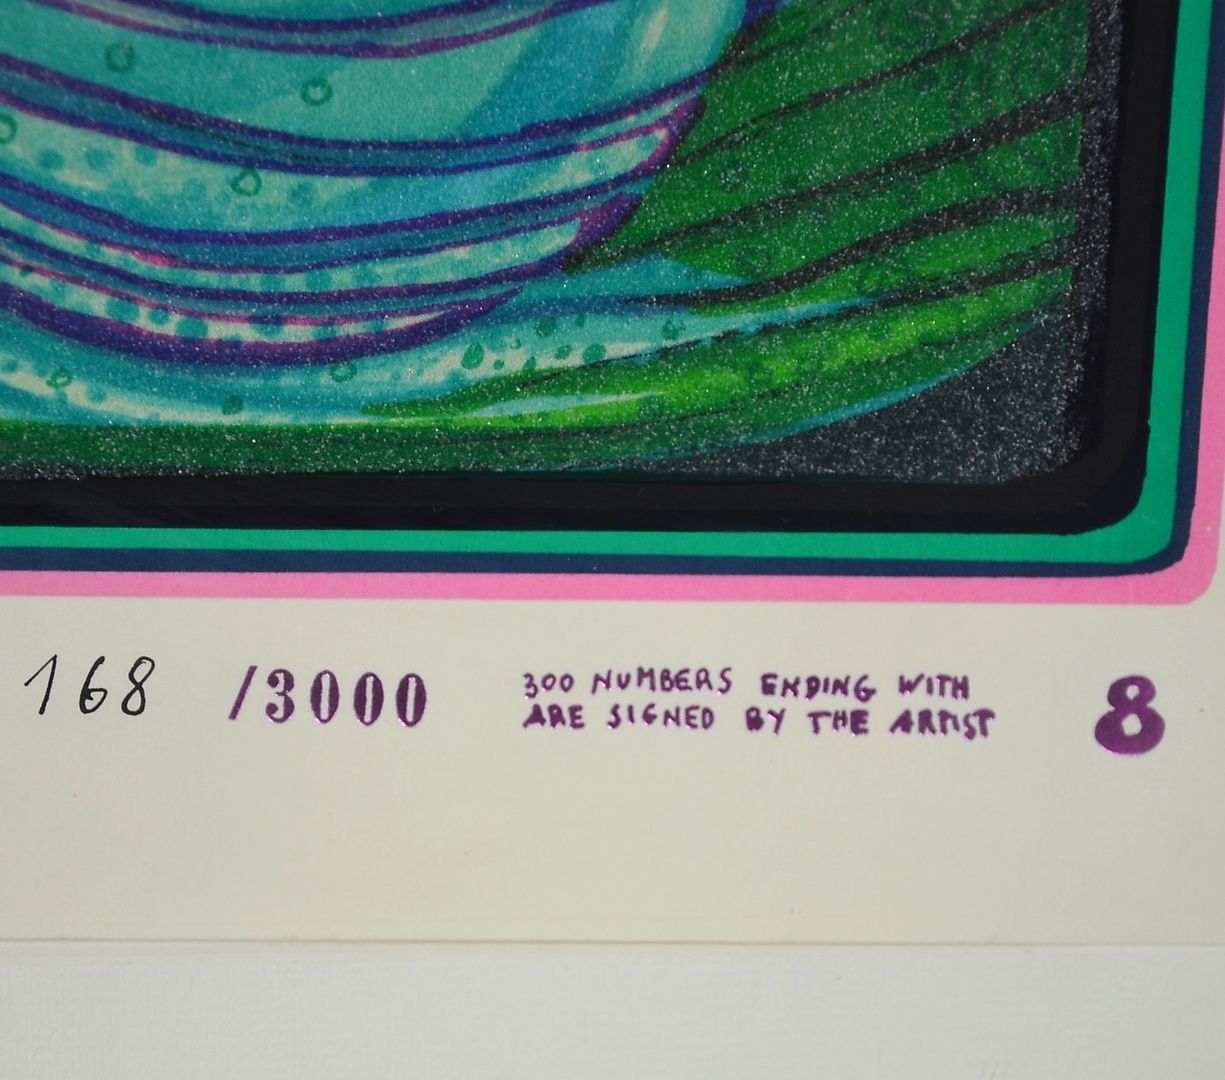 168 /3000
300 NUMBERS ENDING WITH
ARE SIGNED BY THE ARTIST
8